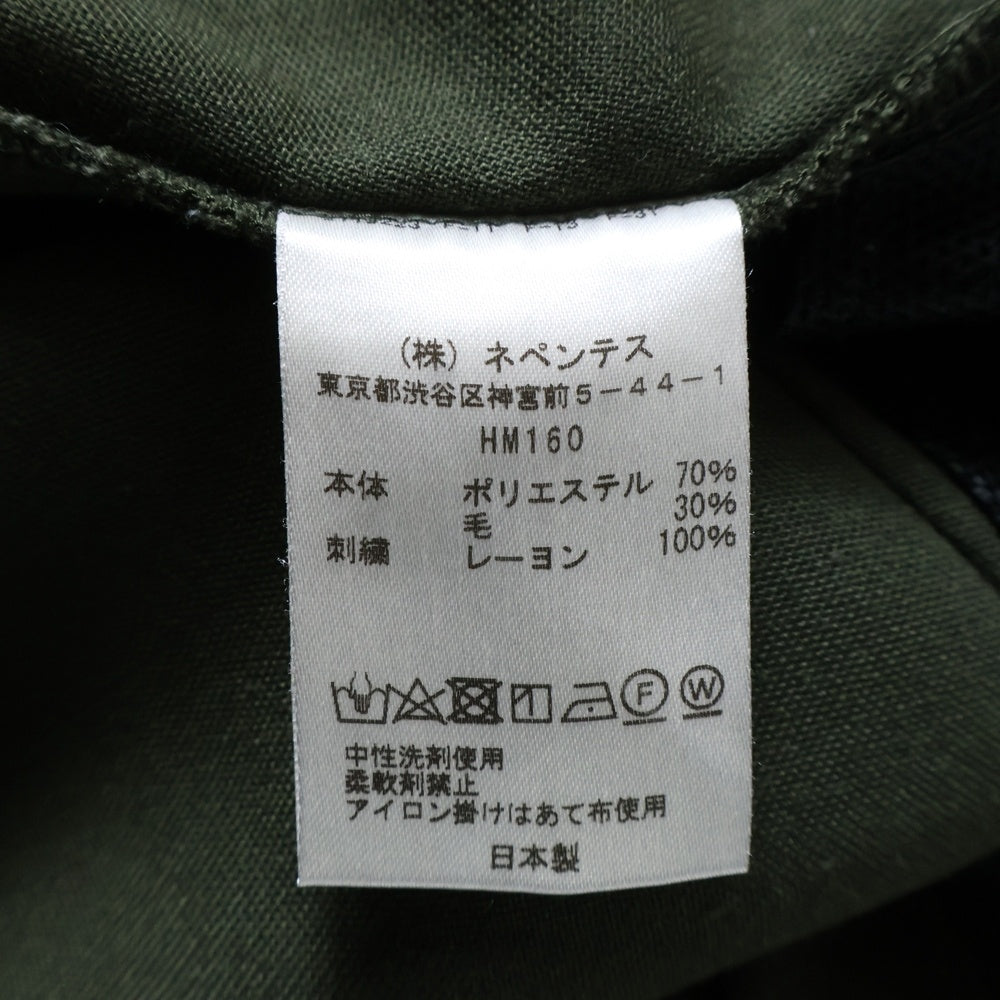 (株) ネペンテス
東京都渋谷区神宮前5-44-1
HM160
本体 ポリエステル 70%
毛 30%
刺繍 レーヨン 100%
F W
中性洗剤使用
柔軟剤禁止
アイロン掛けはあて布使用
日本製